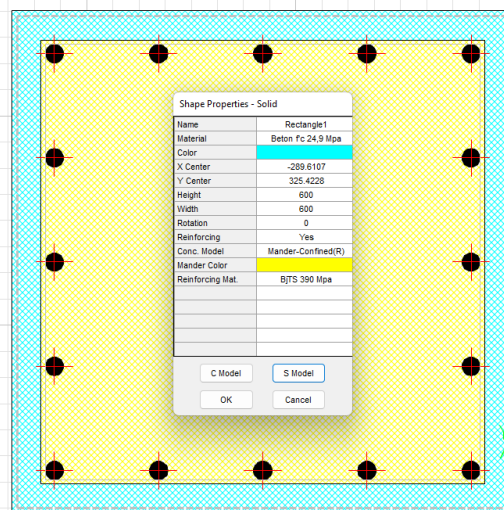 Shape Properties - Solid
Name Rectangle1
Material Beton f'c 24,9 Mpa
Color
X Center -289.6107
Y Center 325.4228
Height 600
Width 600
Rotation 0
Reinforcing Yes
Conc. Model Mander-Confined(R)
Mander Color
Reinforcing Mat. BjTS 390 Mpa
C Model S Model
OK Cancel